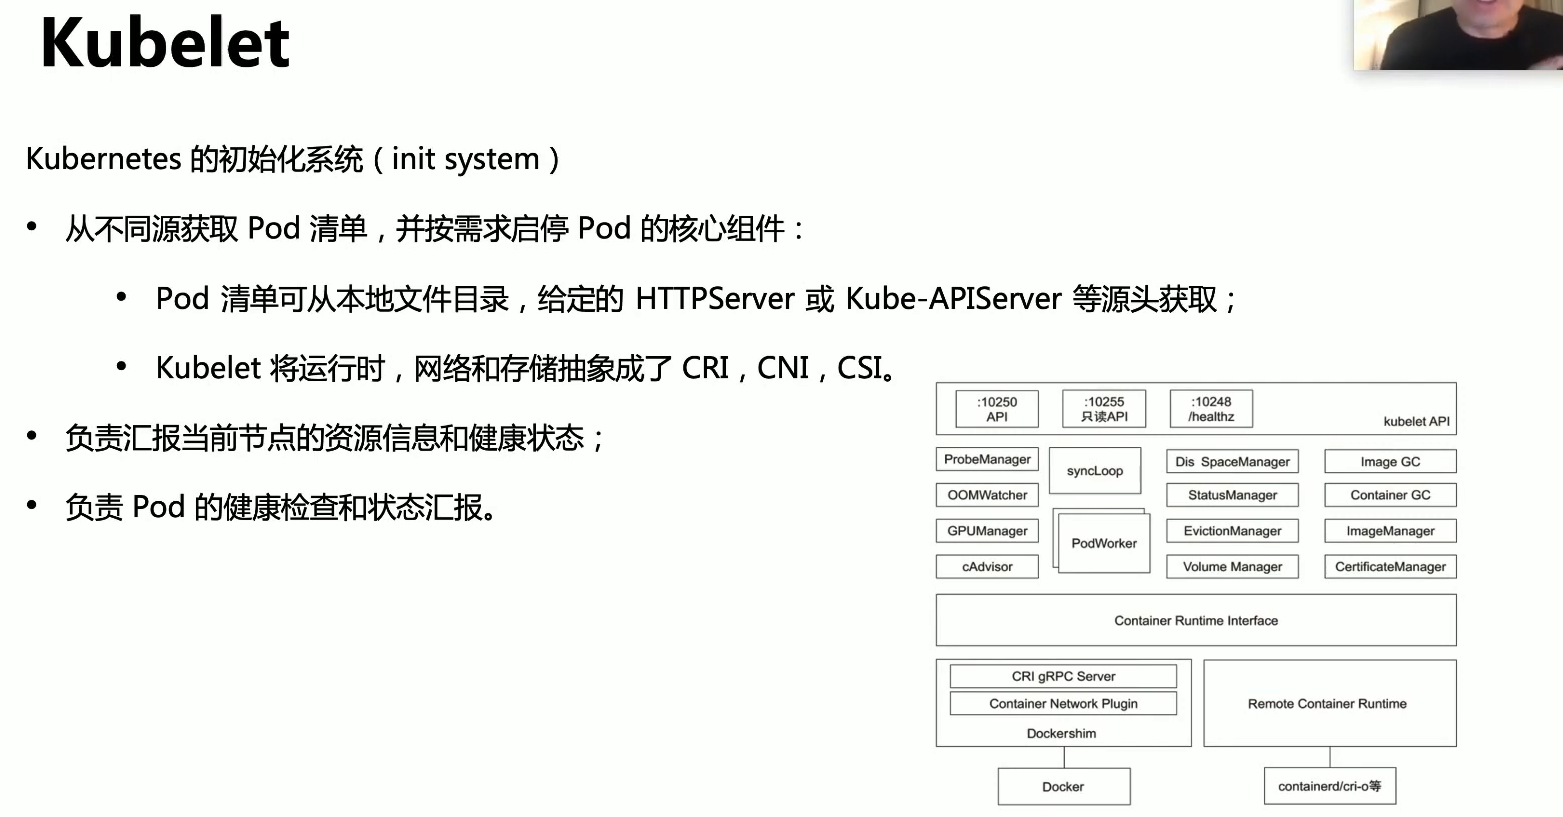 Kubelet
Kubernetes 的初始化系统（init system）
• 从不同源获取 Pod 清单，并按需求启停 Pod 的核心组件：
• Pod 清单可从本地文件目录，给定的 HTTPServer 或 Kube-APIServer 等源头获取；
• Kubelet 将运行时，网络和存储抽象成了 CRI，CNI，CSI。
• 负责汇报当前节点的资源信息和健康状态；
• 负责 Pod 的健康检查和状态汇报。
:10250
API
:10255
只读API
:10248
/healthz
kubelet API
ProbeManager
OOMWatcher
GPUManager
cAdvisor
syncLoop
PodWorker
Dis SpaceManager
StatusManager
EvictionManager
Volume Manager
Image GC
Container GC
ImageManager
CertificateManager
Container Runtime Interface
CRI gRPC Server
Container Network Plugin
Dockershim
Remote Container Runtime
Docker
containerd/cri-o等